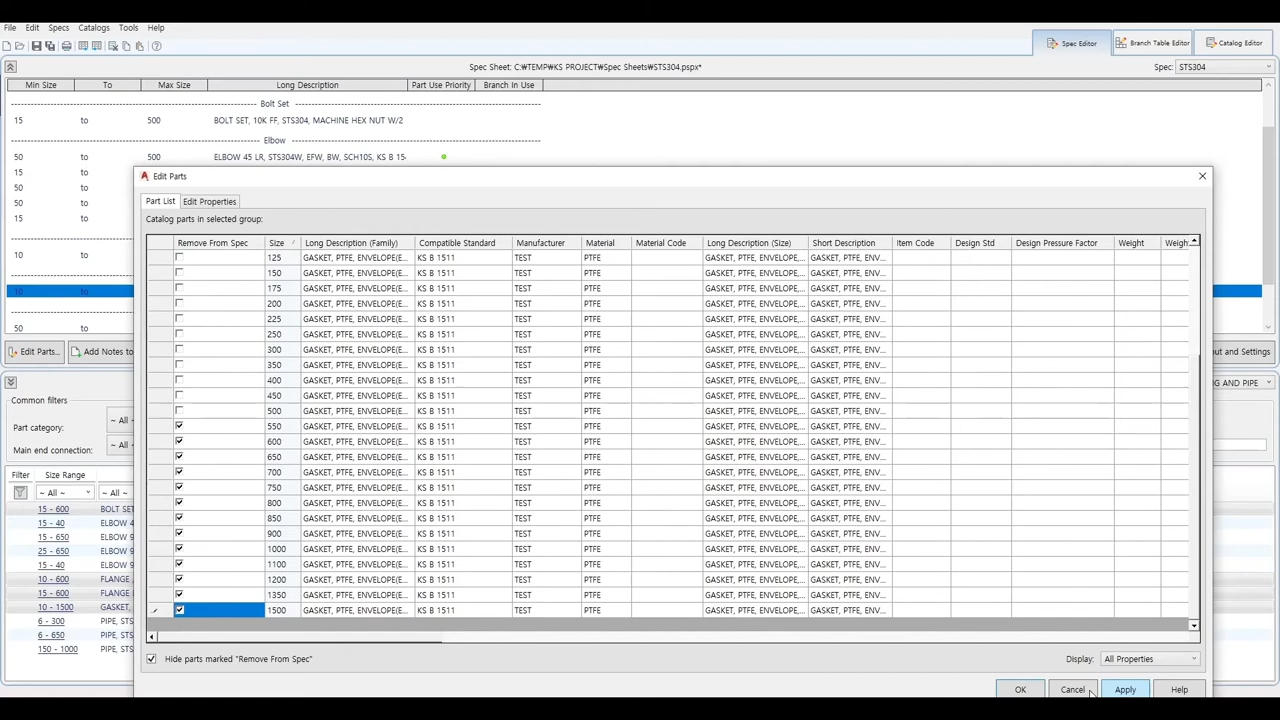 File Edit Specs Catalogs Tools Help
Spec Editor Branch Table Editor Catalog Editor
Spec Sheet: C:₩TEMP₩KS PROJECT₩Spec Sheets₩STS304.pspx* Spec: STS304
Min Size To Max Size Long Description Part Use Priority Branch In Use
Bolt Set
15 to 500 BOLT SET, 10K FF, STS304, MACHINE HEX NUT W/2
Elbow
50 to 500 ELBOW 45 LR, STS304W, EFW, BW, SCH10S, KS B 15
15 to
50 to
50 to
15 to
10 to
10 to
50 to
Edit Parts... Add Notes to out and Settings
Common filters NG AND PIPE
Part category: ~ All
Main end connection: ~ All
Filter Size Range
~ All ~ ~ All ~
15 - 600 BOLT SET
15 - 40 ELBOW 4
15 - 650 ELBOW 9
25 - 650 ELBOW 9
15 - 40 ELBOW 9
10 - 600 FLANGE
15 - 600 FLANGE
10 - 1500 GASKET,
6 - 300 PIPE, STS
6 - 650 PIPE, STS
150 - 1000 PIPE, STS
Edit Parts
Part List Edit Properties
Catalog parts in selected group:
Remove From Spec Size Long Description (Family) Compatible Standard Manufacturer Material Material Code Long Description (Size) Short Description Item Code Design Std Design Pressure Factor Weight Weigh
125 GASKET, PTFE, ENVELOPE(E... KS B 1511 TEST PTFE GASKET, PTFE, ENVELOPE,... GASKET, PTFE, ENV...
150 GASKET, PTFE, ENVELOPE(E... KS B 1511 TEST PTFE GASKET, PTFE, ENVELOPE,... GASKET, PTFE, ENV...
175 GASKET, PTFE, ENVELOPE(E... KS B 1511 TEST PTFE GASKET, PTFE, ENVELOPE,... GASKET, PTFE, ENV...
200 GASKET, PTFE, ENVELOPE(E... KS B 1511 TEST PTFE GASKET, PTFE, ENVELOPE,... GASKET, PTFE, ENV...
225 GASKET, PTFE, ENVELOPE(E... KS B 1511 TEST PTFE GASKET, PTFE, ENVELOPE,... GASKET, PTFE, ENV...
250 GASKET, PTFE, ENVELOPE(E... KS B 1511 TEST PTFE GASKET, PTFE, ENVELOPE,... GASKET, PTFE, ENV...
300 GASKET, PTFE, ENVELOPE(E... KS B 1511 TEST PTFE GASKET, PTFE, ENVELOPE,... GASKET, PTFE, ENV...
350 GASKET, PTFE, ENVELOPE(E... KS B 1511 TEST PTFE GASKET, PTFE, ENVELOPE,... GASKET, PTFE, ENV...
400 GASKET, PTFE, ENVELOPE(E... KS B 1511 TEST PTFE GASKET, PTFE, ENVELOPE,... GASKET, PTFE, ENV...
450 GASKET, PTFE, ENVELOPE(E... KS B 1511 TEST PTFE GASKET, PTFE, ENVELOPE,... GASKET, PTFE, ENV...
500 GASKET, PTFE, ENVELOPE(E... KS B 1511 TEST PTFE GASKET, PTFE, ENVELOPE,... GASKET, PTFE, ENV...
550 GASKET, PTFE, ENVELOPE(E... KS B 1511 TEST PTFE GASKET, PTFE, ENVELOPE,... GASKET, PTFE, ENV...
600 GASKET, PTFE, ENVELOPE(E... KS B 1511 TEST PTFE GASKET, PTFE, ENVELOPE,... GASKET, PTFE, ENV...
650 GASKET, PTFE, ENVELOPE(E... KS B 1511 TEST PTFE GASKET, PTFE, ENVELOPE,... GASKET, PTFE, ENV...
700 GASKET, PTFE, ENVELOPE(E... KS B 1511 TEST PTFE GASKET, PTFE, ENVELOPE,... GASKET, PTFE, ENV...
750 GASKET, PTFE, ENVELOPE(E... KS B 1511 TEST PTFE GASKET, PTFE, ENVELOPE,... GASKET, PTFE, ENV...
800 GASKET, PTFE, ENVELOPE(E... KS B 1511 TEST PTFE GASKET, PTFE, ENVELOPE,... GASKET, PTFE, ENV...
850 GASKET, PTFE, ENVELOPE(E... KS B 1511 TEST PTFE GASKET, PTFE, ENVELOPE,... GASKET, PTFE, ENV...
900 GASKET, PTFE, ENVELOPE(E... KS B 1511 TEST PTFE GASKET, PTFE, ENVELOPE,... GASKET, PTFE, ENV...
1000 GASKET, PTFE, ENVELOPE(E... KS B 1511 TEST PTFE GASKET, PTFE, ENVELOPE,... GASKET, PTFE, ENV...
1100 GASKET, PTFE, ENVELOPE(E... KS B 1511 TEST PTFE GASKET, PTFE, ENVELOPE,... GASKET, PTFE, ENV...
1200 GASKET, PTFE, ENVELOPE(E... KS B 1511 TEST PTFE GASKET, PTFE, ENVELOPE,... GASKET, PTFE, ENV...
1350 GASKET, PTFE, ENVELOPE(E... KS B 1511 TEST PTFE GASKET, PTFE, ENVELOPE,... GASKET, PTFE, ENV...
1500 GASKET, PTFE, ENVELOPE(E... KS B 1511 TEST PTFE GASKET, PTFE, ENVELOPE,... GASKET, PTFE, ENV...
Hide parts marked "Remove From Spec" Display: All Properties
OK Cancel Apply Help